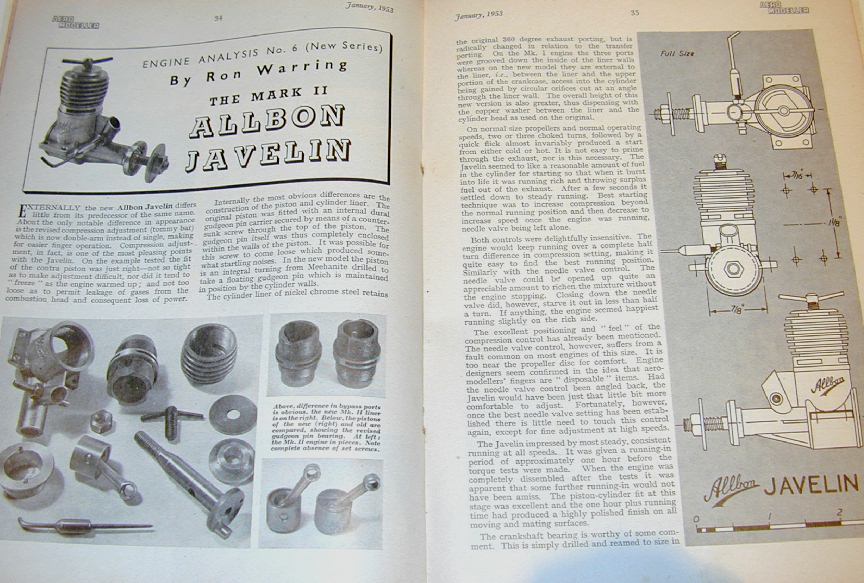 January, 1953
AERO
MODELLER
34
ENGINE ANALYSIS No. 6 (New Series)
By Ron Warring
THE MARK II
ALLBON
JAVELIN
EXTERNALLY the new Allbon Javelin differs
little from its predecessor of the same name.
About the only notable difference in appearance
is the revised compression adjustment (tommy bar)
which is now double-arm instead of single, making
for easier finger operation. Compression adjust-
ment, in fact, is one of the most pleasing points
with the Javelin. On the example tested the fit
of the contra piston was just right—not so tight
as to make adjustment difficult, nor did it tend to
" freeze " as the engine warmed up; and not too
loose as to permit leakage of gases from the
combustion head and consequent loss of power.
Internally the most obvious differences are the
construction of the piston and cylinder liner. The
original piston was fitted with an internal dural
gudgeon pin carrier secured by means of a counter-
sunk screw through the top of the piston. The
gudgeon pin itself was thus completely enclosed
within the walls of the piston. It was possible for
this screw to come loose which produced some-
what startling noises. In the new model the piston
is an integral turning from Meehanite drilled to
take a floating gudgeon pin which is maintained
in position by the cylinder walls.
The cylinder liner of nickel chrome steel retains
Above, difference in bypass ports
is obvious, the new Mk. II liner
is on the right. Below, the pistons
of the new (right) and old are
compared, showing the revised
gudgeon pin bearing. At left:
the Mk. II engine in pieces. Note
complete absence of set screws.
January, 1953
35
AERO
MODELLER
the original 360 degree exhaust porting, but is
radically changed in relation to the transfer
porting. On the Mk. I engine the three ports
were grooved down the inside of the liner walls
whereas on the new model they are external to
the liner, i.e., between the liner and the upper
portion of the crankcase, access into the cylinder
being gained by circular orifices cut at an angle
through the liner wall. The overall height of this
new version is also greater, thus dispensing with
the copper washer between the liner and the
cylinder head as used on the original.
On normal size propellers and normal operating
speeds, two or three choked turns, followed by a
quick flick almost invariably produced a start
from either cold or hot. It is not easy to prime
through the exhaust, nor is this necessary. The
Javelin seemed to like a reasonable amount of fuel
in the cylinder for starting so that when it burst
into life it was running rich and throwing surplus
fuel out of the exhaust. After a few seconds it
settled down to steady running. Best starting
technique was to increase compression beyond
the normal running position and then decrease to
increase speed once the engine was running,
needle valve being left alone.
Both controls were delightfully insensitive. The
engine would keep running over a complete half
turn difference in compression setting, making it
quite easy to find the best running position.
Similarly with the needle valve control. The
needle valve could be opened up quite an
appreciable amount to richen the mixture without
the engine stopping. Closing down the needle
valve did, however, starve it out in less than half
a turn. If anything, the engine seemed happiest
running slightly on the rich side.
The excellent positioning and " feel " of the
compression control has already been mentioned.
The needle valve control, however, suffers from a
fault common on most engines of this size. It is
too near the propeller disc for comfort. Engine
designers seem confirmed in the idea that aero-
modellers' fingers are " disposable " items. Had
the needle valve control been angled back, the
Javelin would have been just that little bit more
comfortable to adjust. Fortunately, however,
once the best needle valve setting has been estab-
lished there is little need to touch this control
again, except for fine adjustment at high speeds.
The Javelin impressed by most steady, consistent
running at all speeds. It was given a running-in
period of approximately one hour before the
torque tests were made. When the engine was
completely dissembled after the tests it was
apparent that some further running-in would not
have been amiss. The piston-cylinder fit at this
stage was excellent and the one hour plus running
time had produced a highly polished finish on all
moving and mating surfaces.
The crankshaft bearing is worthy of some com-
ment. This is simply drilled and reamed to size in
Full Size
7/8"
Allbon
Allbon JAVELIN
0 1 2